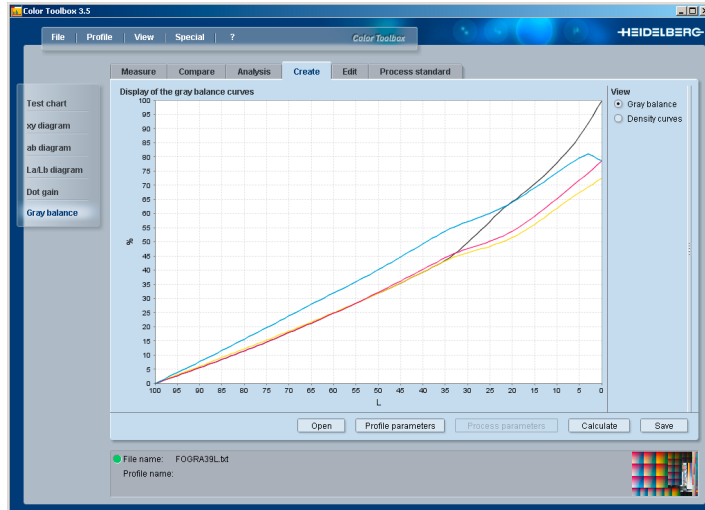 Color Toolbox 3.5
File Profile View Special ? Color Toolbox HEIDELBERG
Measure Compare Analysis Create Edit Process standard
Test chart
xy diagram
ab diagram
La/Lb diagram
Dot gain
Gray balance
Display of the gray balance curves
100
95
90
85
80
75
70
65
60
55
50
45
40
35
30
25
20
15
10
5
0
%
100 95 90 85 80 75 70 65 60 55 50 45 40 35 30 25 20 15 10 5 0
L
View
Gray balance
Density curves
Open Profile parameters Process parameters Calculate Save
File name: FOGRA39L.txt
Profile name: